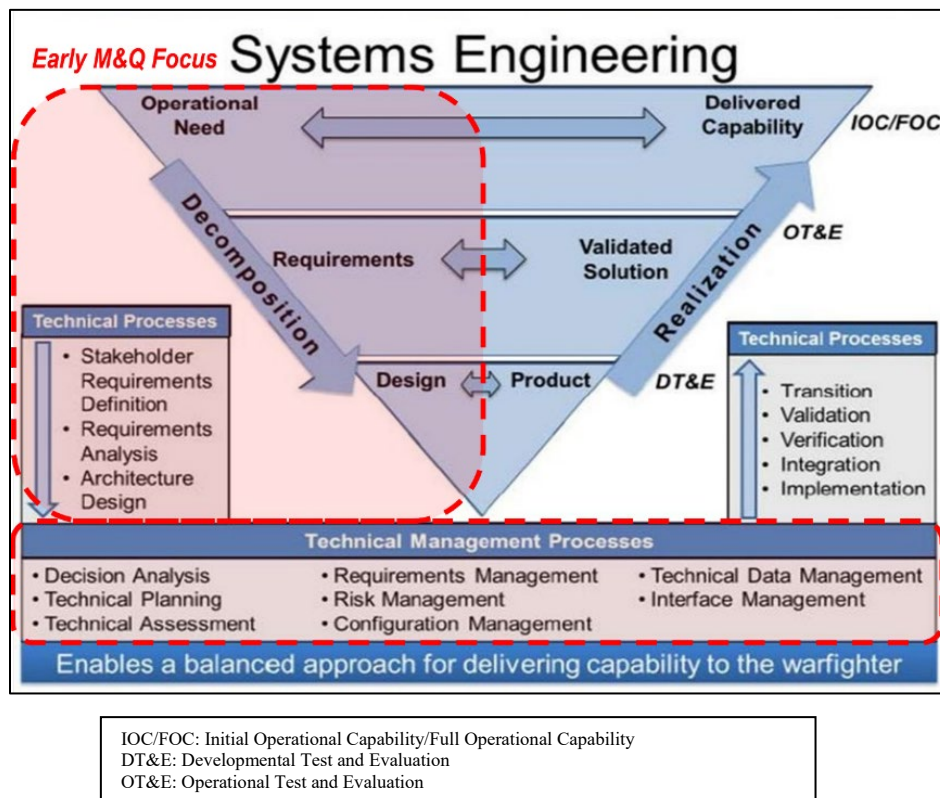 Early M&Q Focus
Systems Engineering
Operational
Need
Delivered
Capability
IOC/FOC
Decomposition
Requirements
Validated
Solution
Realization
OT&E
Design
Product
DT&E
Technical Processes
• Stakeholder
Requirements
Definition
• Requirements
Analysis
• Architecture
Design
Technical Processes
• Transition
• Validation
• Verification
• Integration
• Implementation
Technical Management Processes
• Decision Analysis
• Technical Planning
• Technical Assessment
• Requirements Management
• Risk Management
• Configuration Management
• Technical Data Management
• Interface Management
Enables a balanced approach for delivering capability to the warfighter
IOC/FOC: Initial Operational Capability/Full Operational Capability
DT&E: Developmental Test and Evaluation
OT&E: Operational Test and Evaluation